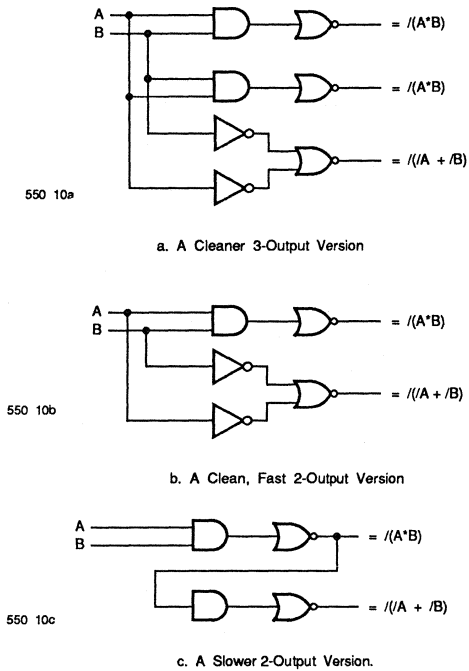 A
B
= /(A*B)
= /(A*B)
= /(/A + /B)
550 10a
a. A Cleaner 3-Output Version
A
B
= /(A*B)
= /(/A + /B)
550 10b
b. A Clean, Fast 2-Output Version
A
B
= /(A*B)
= /(/A + /B)
550 10c
c. A Slower 2-Output Version.